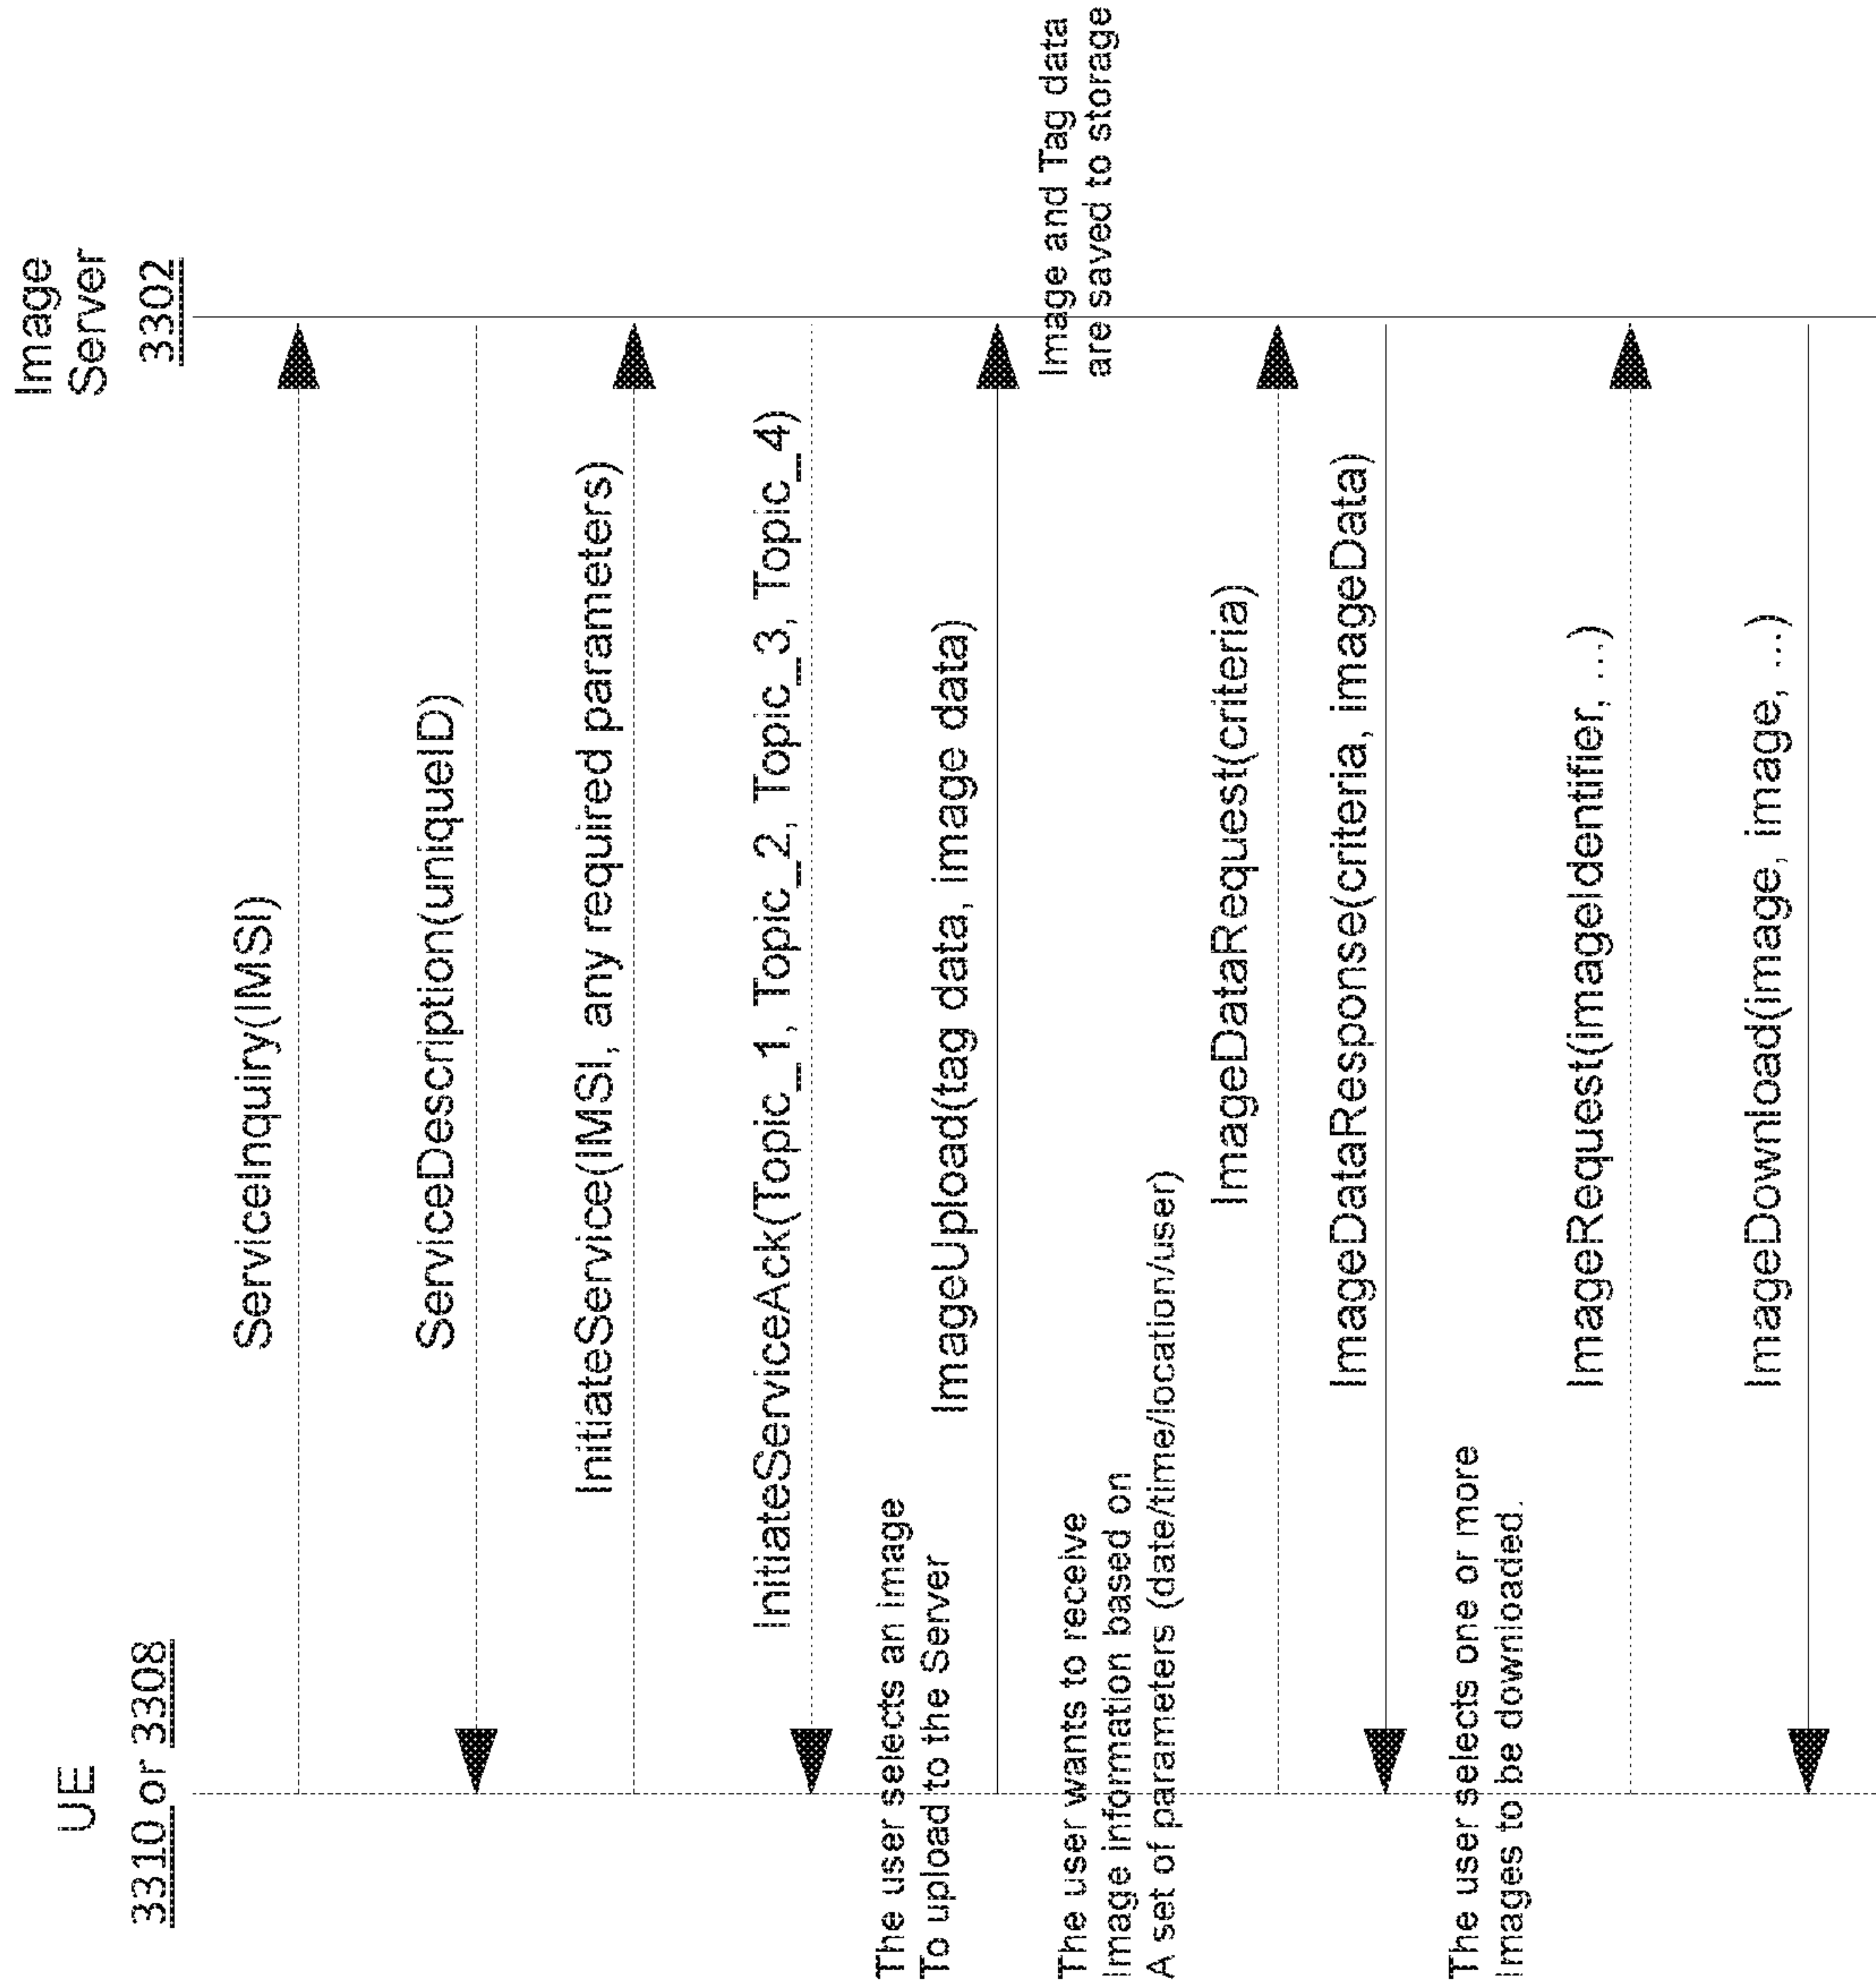 UE
3310 or 3308
Image
Server
3302
ServiceInquiry(IMSI)
ServiceDescription(uniqueID)
InitiateService(IMSI, any required parameters)
InitiateServiceAck(Topic_1, Topic_2, Topic_3, Topic_4)
The user selects an image
To upload to the Server
ImageUpload(tag data, image data)
Image and Tag data
are saved to storage
The user wants to receive
Image information based on
A set of parameters (date/time/location/user)
ImageDataRequest(criteria)
ImageDataResponse(criteria, imageData)
The user selects one or more
Images to be downloaded.
ImageRequest(imageIdentifier, ...)
ImageDownload(image, image, ...)